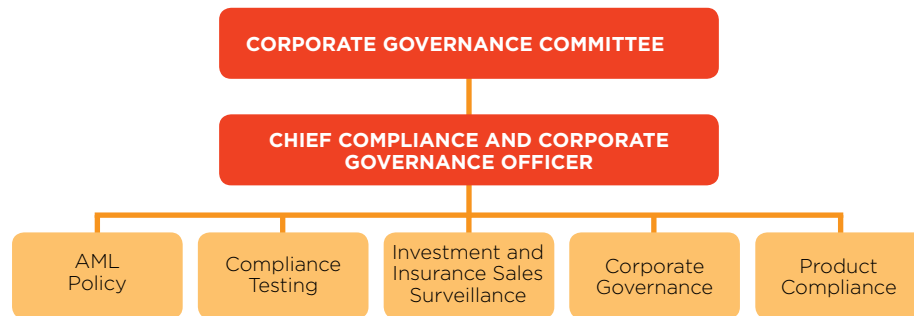 CORPORATE GOVERNANCE COMMITTEE
CHIEF COMPLIANCE AND CORPORATE
GOVERNANCE OFFICER
AML
Policy
Compliance
Testing
Investment and
Insurance Sales
Surveillance
Corporate
Governance
Product
Compliance